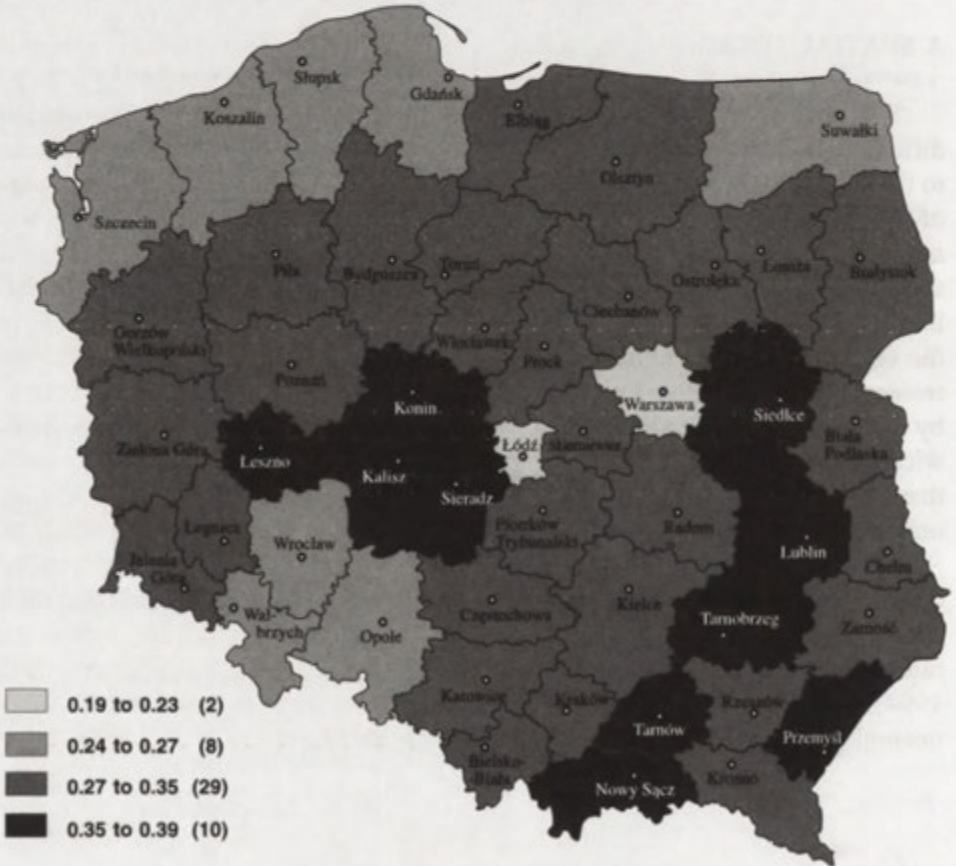 Słupsk
Gdańsk
Koszalin
Elbląg
Suwałki
Olsztyn
Szczecin
Piła
Bydgoszcz
Toruń
Ostrołęka
Łomża
Białystok
Ciechanów
Gorzów
Wielkopolski
Włocławek
Płock
Poznań
Konin
Warszawa
Siedlce
Zielona Góra
Leszno
Kalisz
Łódź
Skierniewice
Biała
Podlaska
Sieradz
Legnica
Wrocław
Piotrków
Trybunalski
Radom
Lublin
Jelenia
Góra
Chełm
Wał-
brzych
Opole
Częstochowa
Kielce
Tarnobrzeg
Zamość
Katowice
Kraków
Rzeszów
Tarnów
Przemyśl
Bielsko-
Biała
Nowy Sącz
Krosno
0.19 to 0.23 (2)
0.24 to 0.27 (8)
0.27 to 0.35 (29)
0.35 to 0.39 (10)